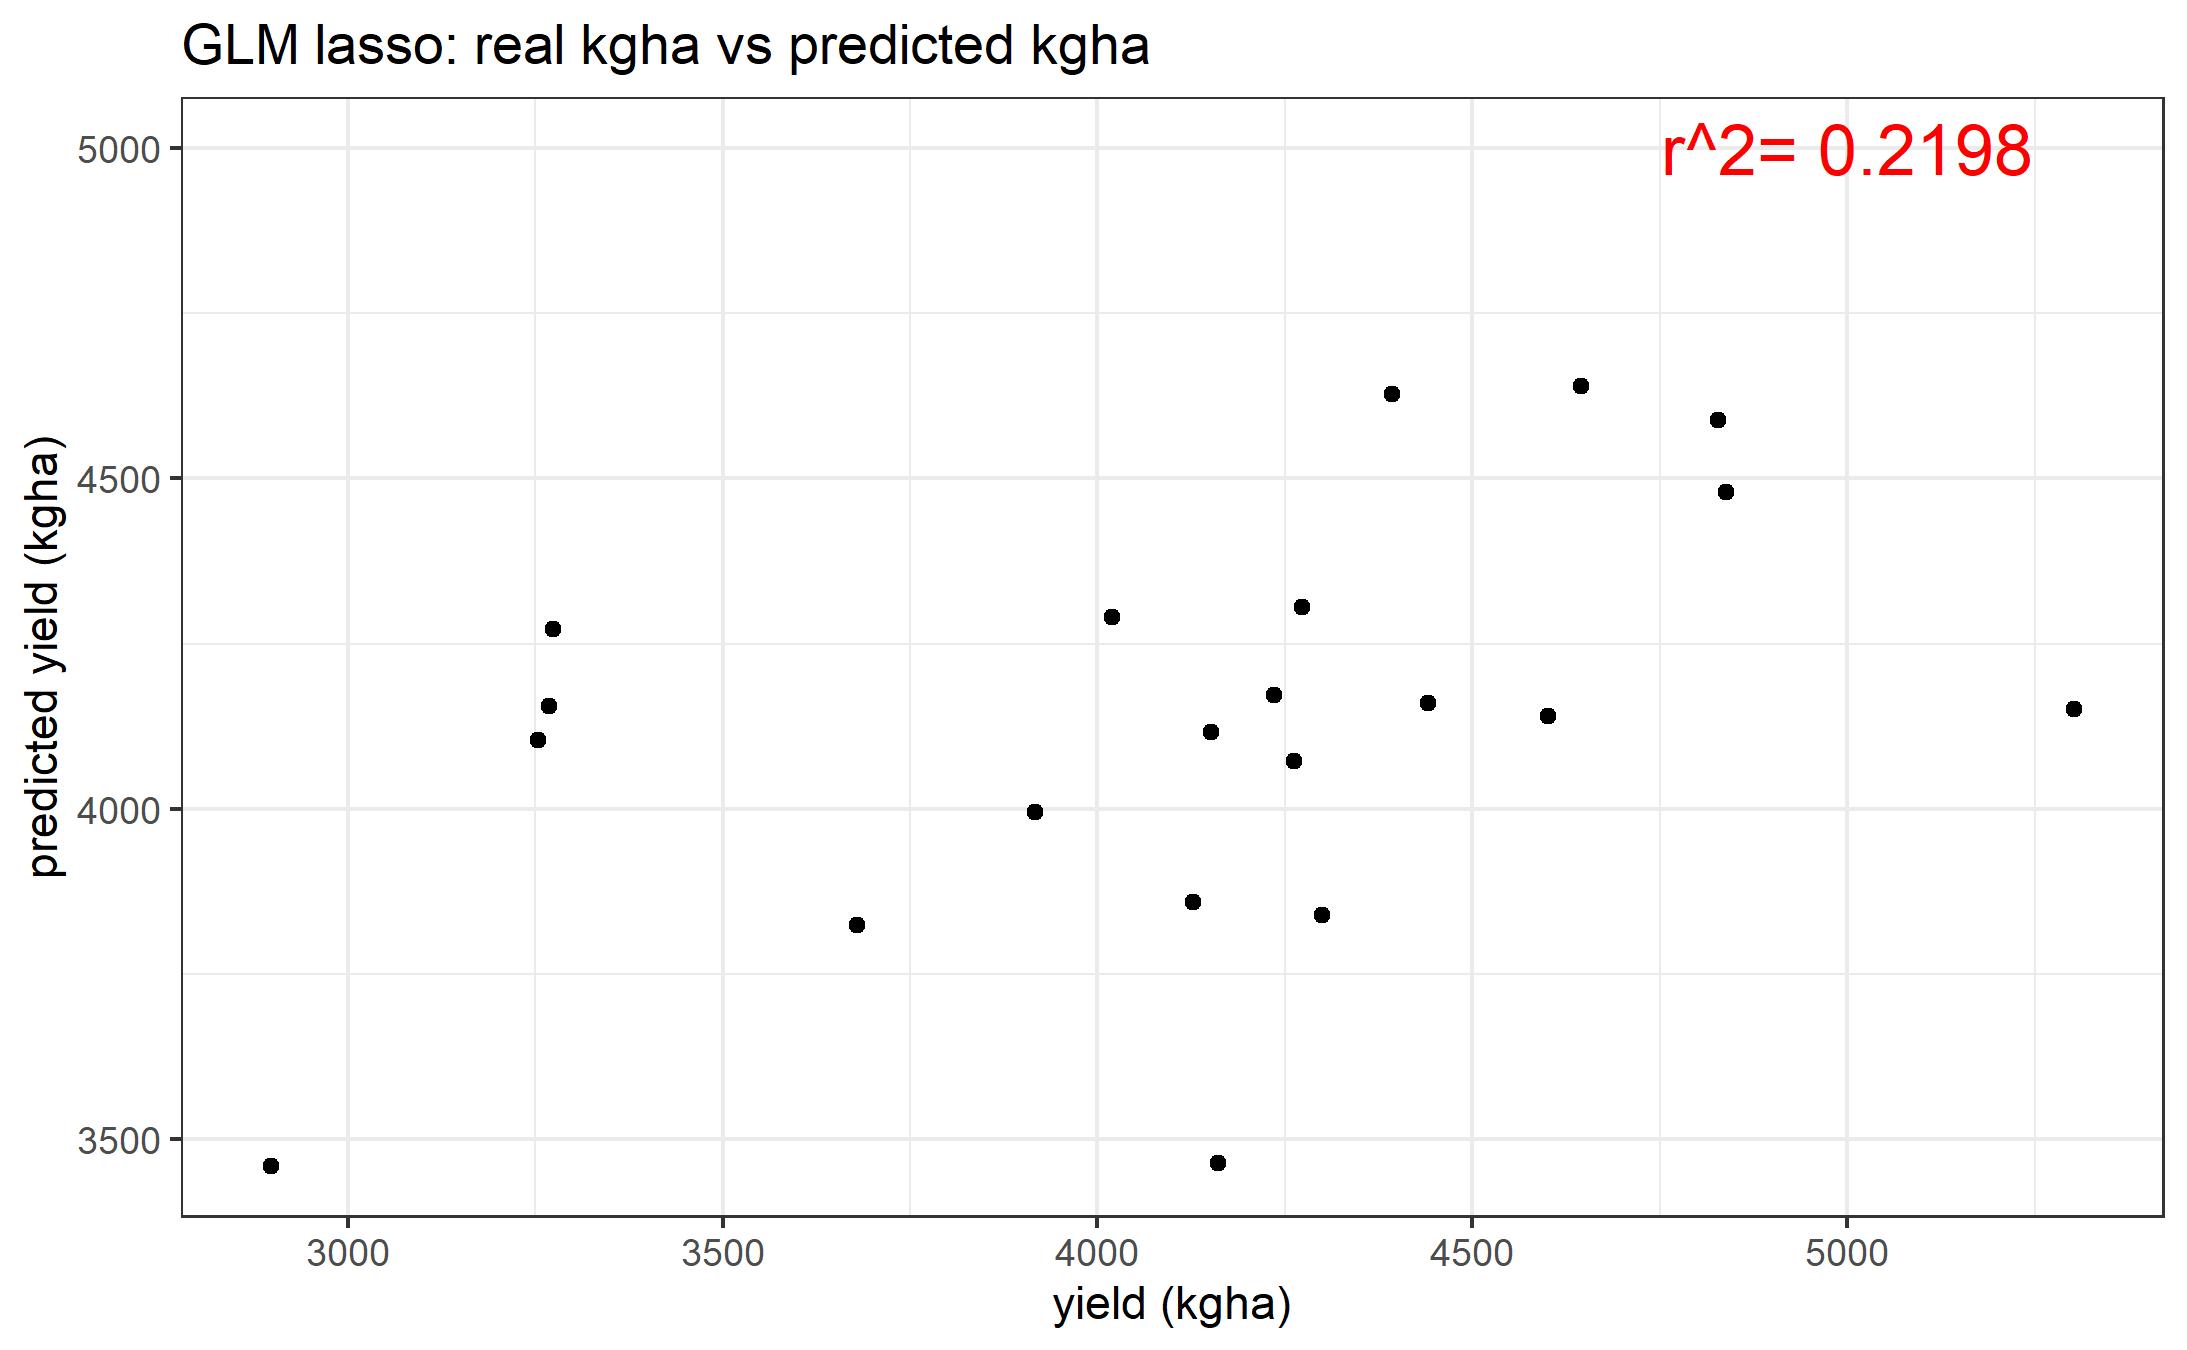 GLM lasso: real kgha vs predicted kgha
r^2= 0.2198
predicted yield (kgha)
5000
4500
4000
3500
3000 3500 4000 4500 5000
yield (kgha)